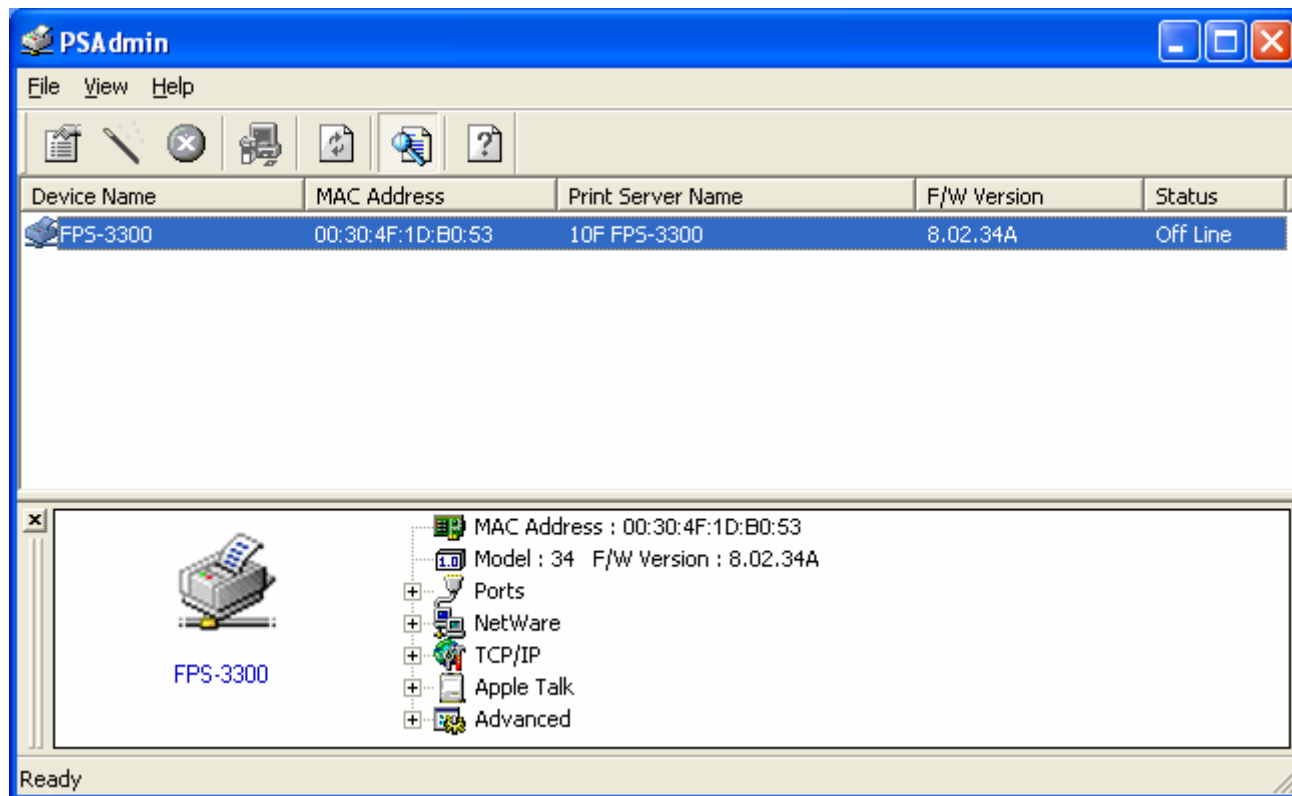 PSAdmin
File View Help
Device Name MAC Address Print Server Name F/W Version Status
FPS-3300 00:30:4F:1D:B0:53 10F FPS-3300 8.02.34A Off Line
MAC Address : 00:30:4F:1D:B0:53
1.0 Model : 34 F/W Version : 8.02.34A
Ports
NetWare
TCP/IP
Apple Talk
Advanced
FPS-3300
Ready